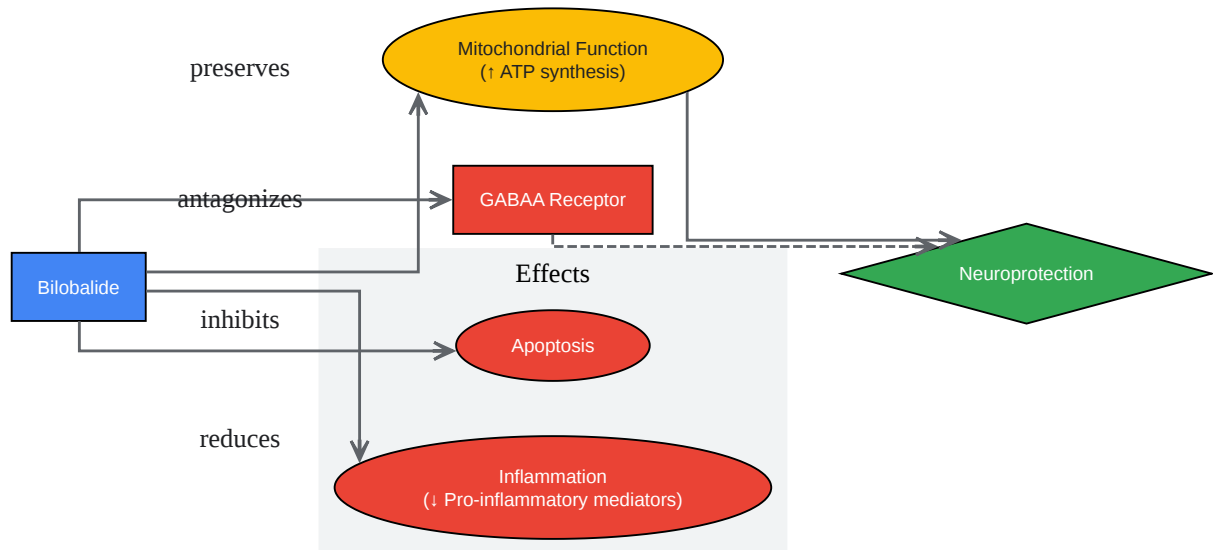 Mitochondrial Function
(↑ ATP synthesis)
preserves
antagonizes
GABAA Receptor
Bilobalide
Effects
Neuroprotection
inhibits
Apoptosis
reduces
Inflammation
(↓ Pro-inflammatory mediators)